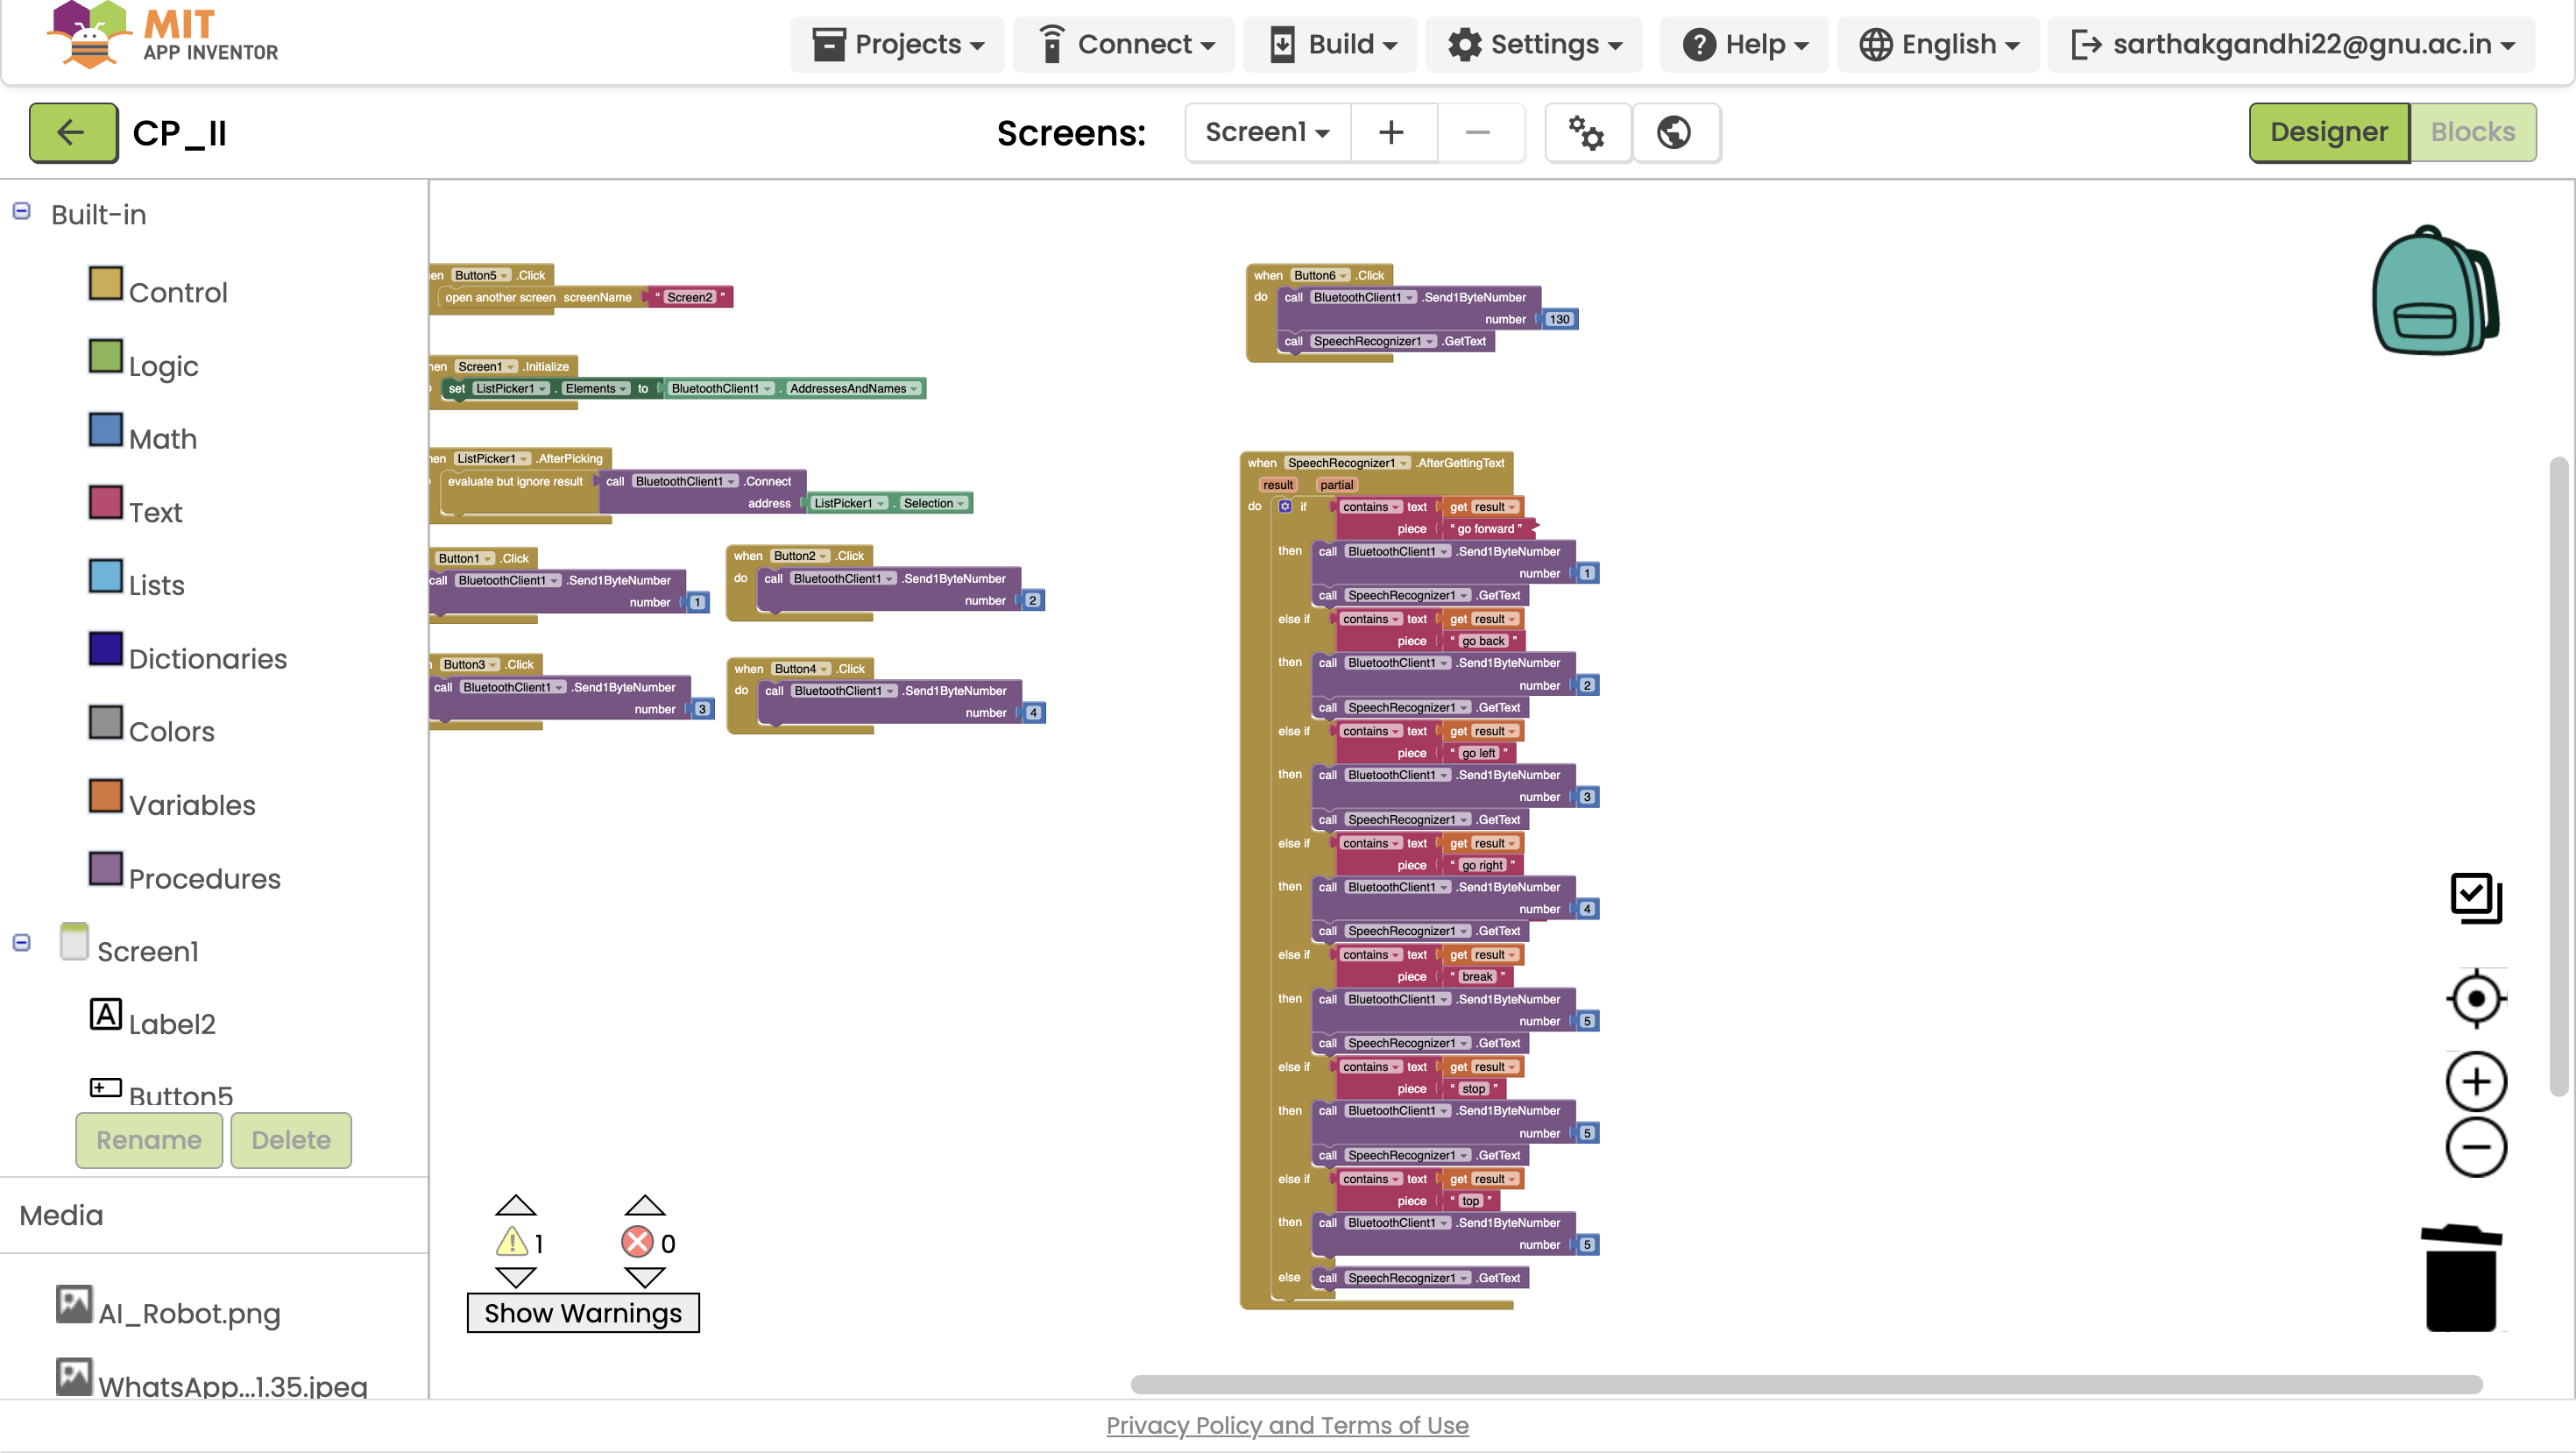 MIT
APP INVENTOR
Projects
Connect
Build
Settings
Help
English
sarthakgandhi22@gnu.ac.in
CP_II
Screens:
Screen1
Designer
Blocks
Built-in
Control
Logic
Math
Text
Lists
Dictionaries
Colors
Variables
Procedures
Screen1
Label2
Button5
Rename
Delete
Media
AI_Robot.png
WhatsApp...1.35.jpeg
en Button5 .Click
open another screen screenName " Screen2 "
en Screen1 .Initialize
set ListPicker1 . Elements to BluetoothClient1 . AddressesAndNames
en ListPicker1 .AfterPicking
evaluate but ignore result call BluetoothClient1 .Connect
address ListPicker1 . Selection
Button1 .Click
call BluetoothClient1 .Send1ByteNumber
number 1
when Button2 .Click
do call BluetoothClient1 .Send1ByteNumber
number 2
Button3 .Click
call BluetoothClient1 .Send1ByteNumber
number 3
when Button4 .Click
do call BluetoothClient1 .Send1ByteNumber
number 4
when Button6 .Click
do call BluetoothClient1 .Send1ByteNumber
number 130
call SpeechRecognizer1 .GetText
when SpeechRecognizer1 .AfterGettingText
result partial
do if contains text get result
piece " go forward "
then call BluetoothClient1 .Send1ByteNumber
number 1
call SpeechRecognizer1 .GetText
else if contains text get result
piece " go back "
then call BluetoothClient1 .Send1ByteNumber
number 2
call SpeechRecognizer1 .GetText
else if contains text get result
piece " go left "
then call BluetoothClient1 .Send1ByteNumber
number 3
call SpeechRecognizer1 .GetText
else if contains text get result
piece " go right "
then call BluetoothClient1 .Send1ByteNumber
number 4
call SpeechRecognizer1 .GetText
else if contains text get result
piece " break "
then call BluetoothClient1 .Send1ByteNumber
number 5
call SpeechRecognizer1 .GetText
else if contains text get result
piece " stop "
then call BluetoothClient1 .Send1ByteNumber
number 5
call SpeechRecognizer1 .GetText
else if contains text get result
piece " top "
then call BluetoothClient1 .Send1ByteNumber
number 5
else call SpeechRecognizer1 .GetText
1
0
Show Warnings
Privacy Policy and Terms of Use